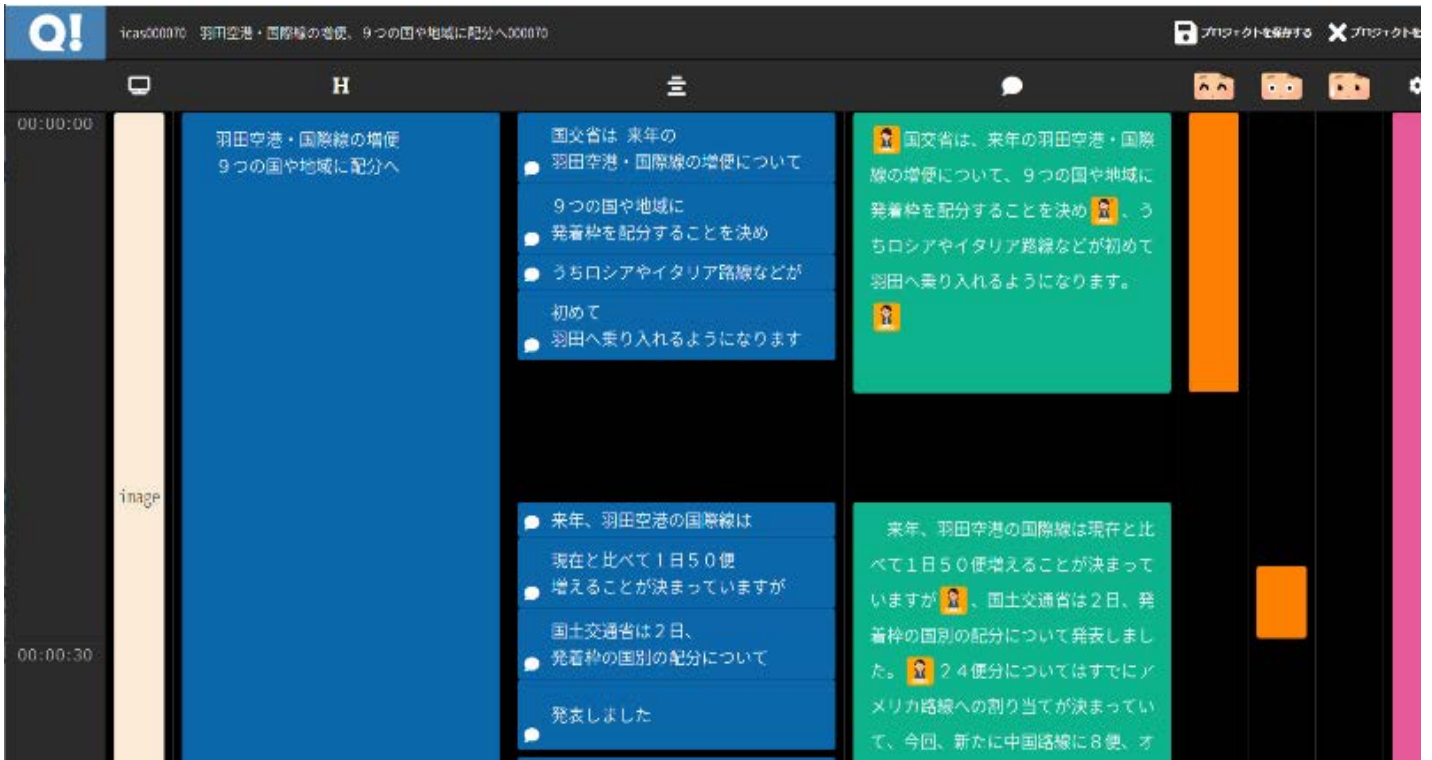 Q!
icas000070 羽田空港・国際線の増便、９つの国や地域に配分へ000070
プロジェクトを保存する
プロジェクトを
H
00:00:00
image
00:00:30
羽田空港・国際線の増便
９つの国や地域に配分へ
国交省は 来年の
羽田空港・国際線の増便について
９つの国や地域に
発着枠を配分することを決め
うちロシアやイタリア路線などが
初めて
羽田へ乗り入れるようになります
来年、羽田空港の国際線は
現在と比べて１日５０便
増えることが決まっていますが
国土交通省は２日、
発着枠の国別の配分について
発表しました
国交省は、来年の羽田空港・国際
線の増便について、９つの国や地域に
発着枠を配分することを決め、う
ちロシアやイタリア路線などが初めて
羽田へ乗り入れるようになります。
来年、羽田空港の国際線は現在と比
べて１日５０便増えることが決まって
いますが、国土交通省は２日、発
着枠の国別の配分について発表しまし
た。２４便分についてはすでにア
メリカ路線への割り当てが決まってい
て、今回、新たに中国路線に８便、オ